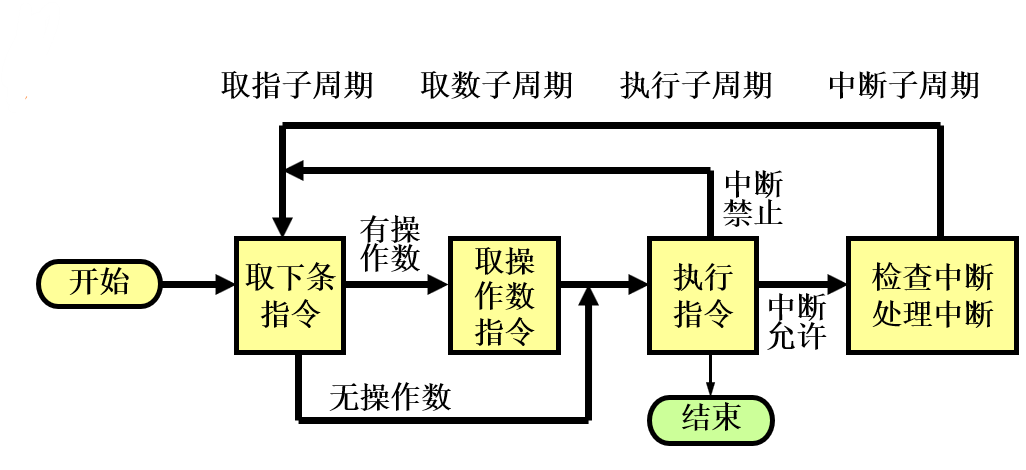 取指子周期
取数子周期
执行子周期
中断子周期
中断
禁止
有操
作数
开始
取下条
指令
取操
作数
指令
执行
指令
检查中断
处理中断
中断
允许
无操作数
结束